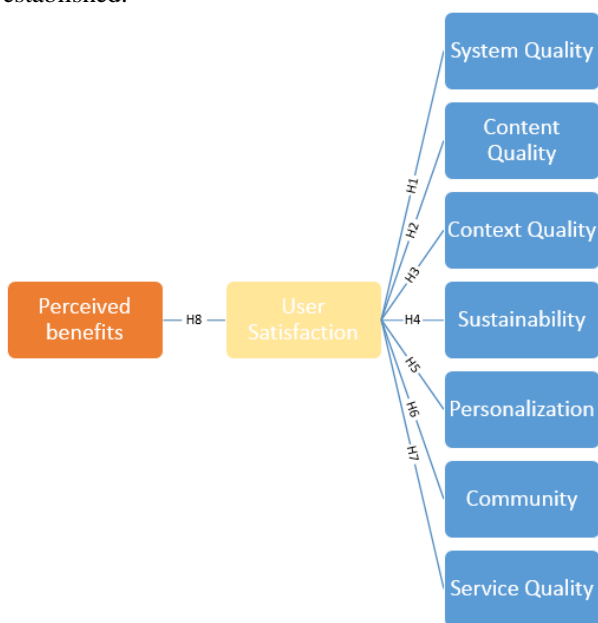 established.
System Quality
Content
Quality
H1
H2
Context Quality
H3
Perceived
benefits
H8
User
Satisfaction
H4
Sustainability
H5
Personalization
H6
H7
Community
Service Quality